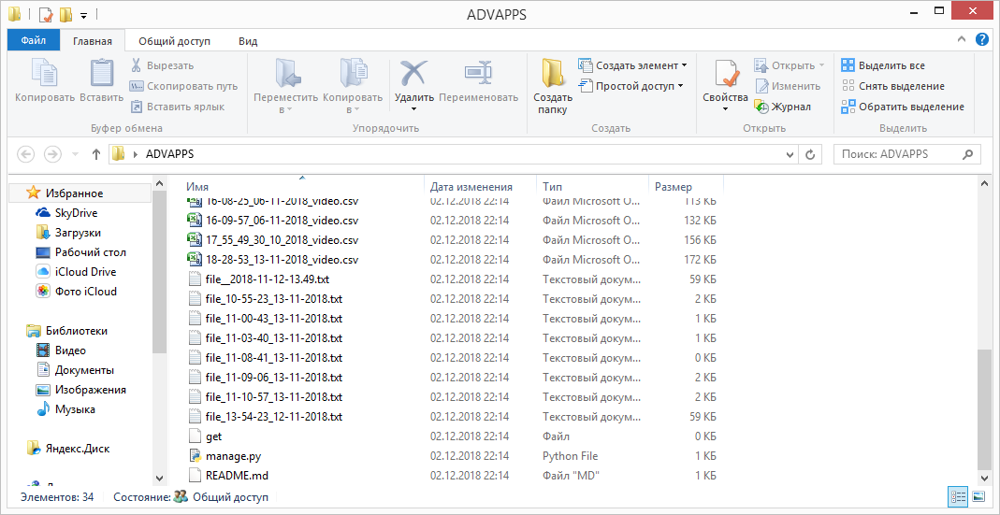 ADVAPPS
Файл Главная Общий доступ Вид
Копировать Вставить Вырезать Скопировать путь Вставить ярлык
Буфер обмена
Переместить в Копировать в Удалить Переименовать
Упорядочить
Создать папку Создать элемент Простой доступ
Создать
Свойства Открыть Изменить Журнал
Открыть
Выделить все Снять выделение Обратить выделение
Выделить
ADVAPPS Поиск: ADVAPPS
Избранное
SkyDrive
Загрузки
Рабочий стол
iCloud Drive
Фото iCloud
Библиотеки
Видео
Документы
Изображения
Музыка
Яндекс.Диск
Имя Дата изменения Тип Размер
16-08-25_06-11-2018_video.csv 02.12.2018 22:14 Файл Microsoft O... 113 КБ
16-09-57_06-11-2018_video.csv 02.12.2018 22:14 Файл Microsoft O... 132 КБ
17_55_49_30_10_2018_video.csv 02.12.2018 22:14 Файл Microsoft O... 156 КБ
18-28-53_13-11-2018_video.csv 02.12.2018 22:14 Файл Microsoft O... 172 КБ
file__2018-11-12-13.49.txt 02.12.2018 22:14 Текстовый докум... 59 КБ
file_10-55-23_13-11-2018.txt 02.12.2018 22:14 Текстовый докум... 2 КБ
file_11-00-43_13-11-2018.txt 02.12.2018 22:14 Текстовый докум... 1 КБ
file_11-03-40_13-11-2018.txt 02.12.2018 22:14 Текстовый докум... 1 КБ
file_11-08-41_13-11-2018.txt 02.12.2018 22:14 Текстовый докум... 0 КБ
file_11-09-06_13-11-2018.txt 02.12.2018 22:14 Текстовый докум... 2 КБ
file_11-10-57_13-11-2018.txt 02.12.2018 22:14 Текстовый докум... 2 КБ
file_13-54-23_12-11-2018.txt 02.12.2018 22:14 Текстовый докум... 59 КБ
get 02.12.2018 22:14 Файл 0 КБ
manage.py 02.12.2018 22:14 Python File 1 КБ
README.md 02.12.2018 22:14 Файл "MD" 1 КБ
Элементов: 34 Состояние: Общий доступ